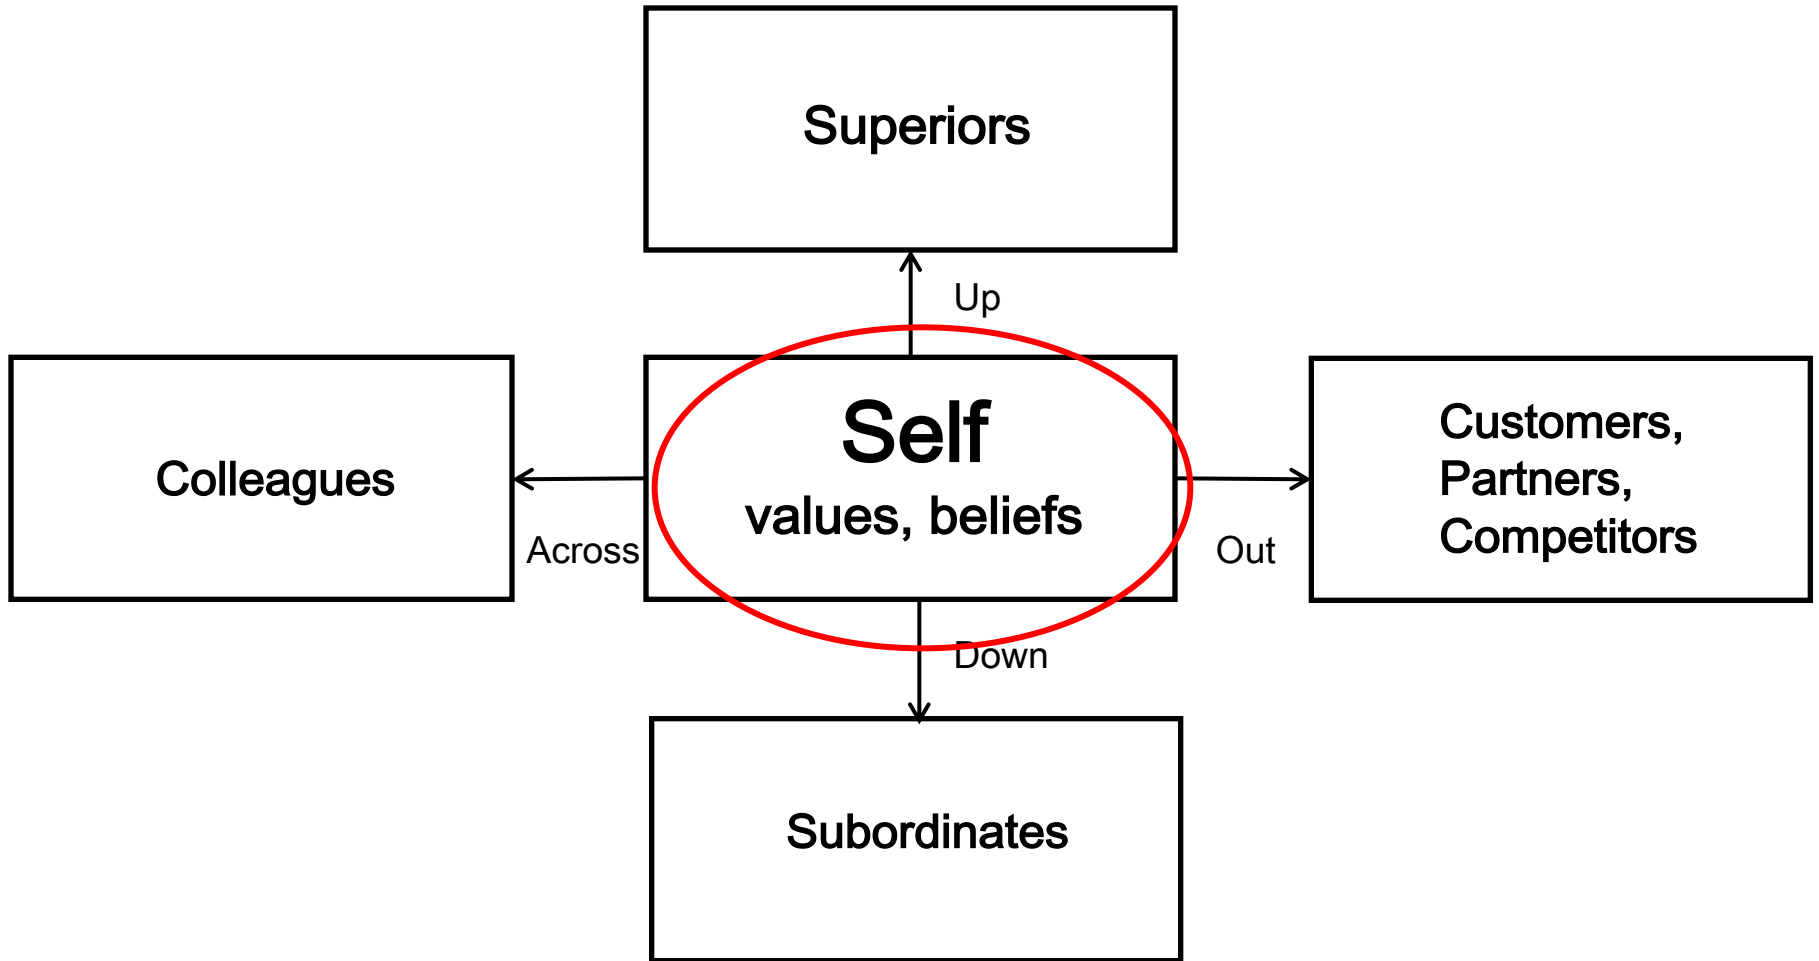 Superiors
Up
Self
values, beliefs
Colleagues
Across
Out
Customers,
Partners,
Competitors
Down
Subordinates